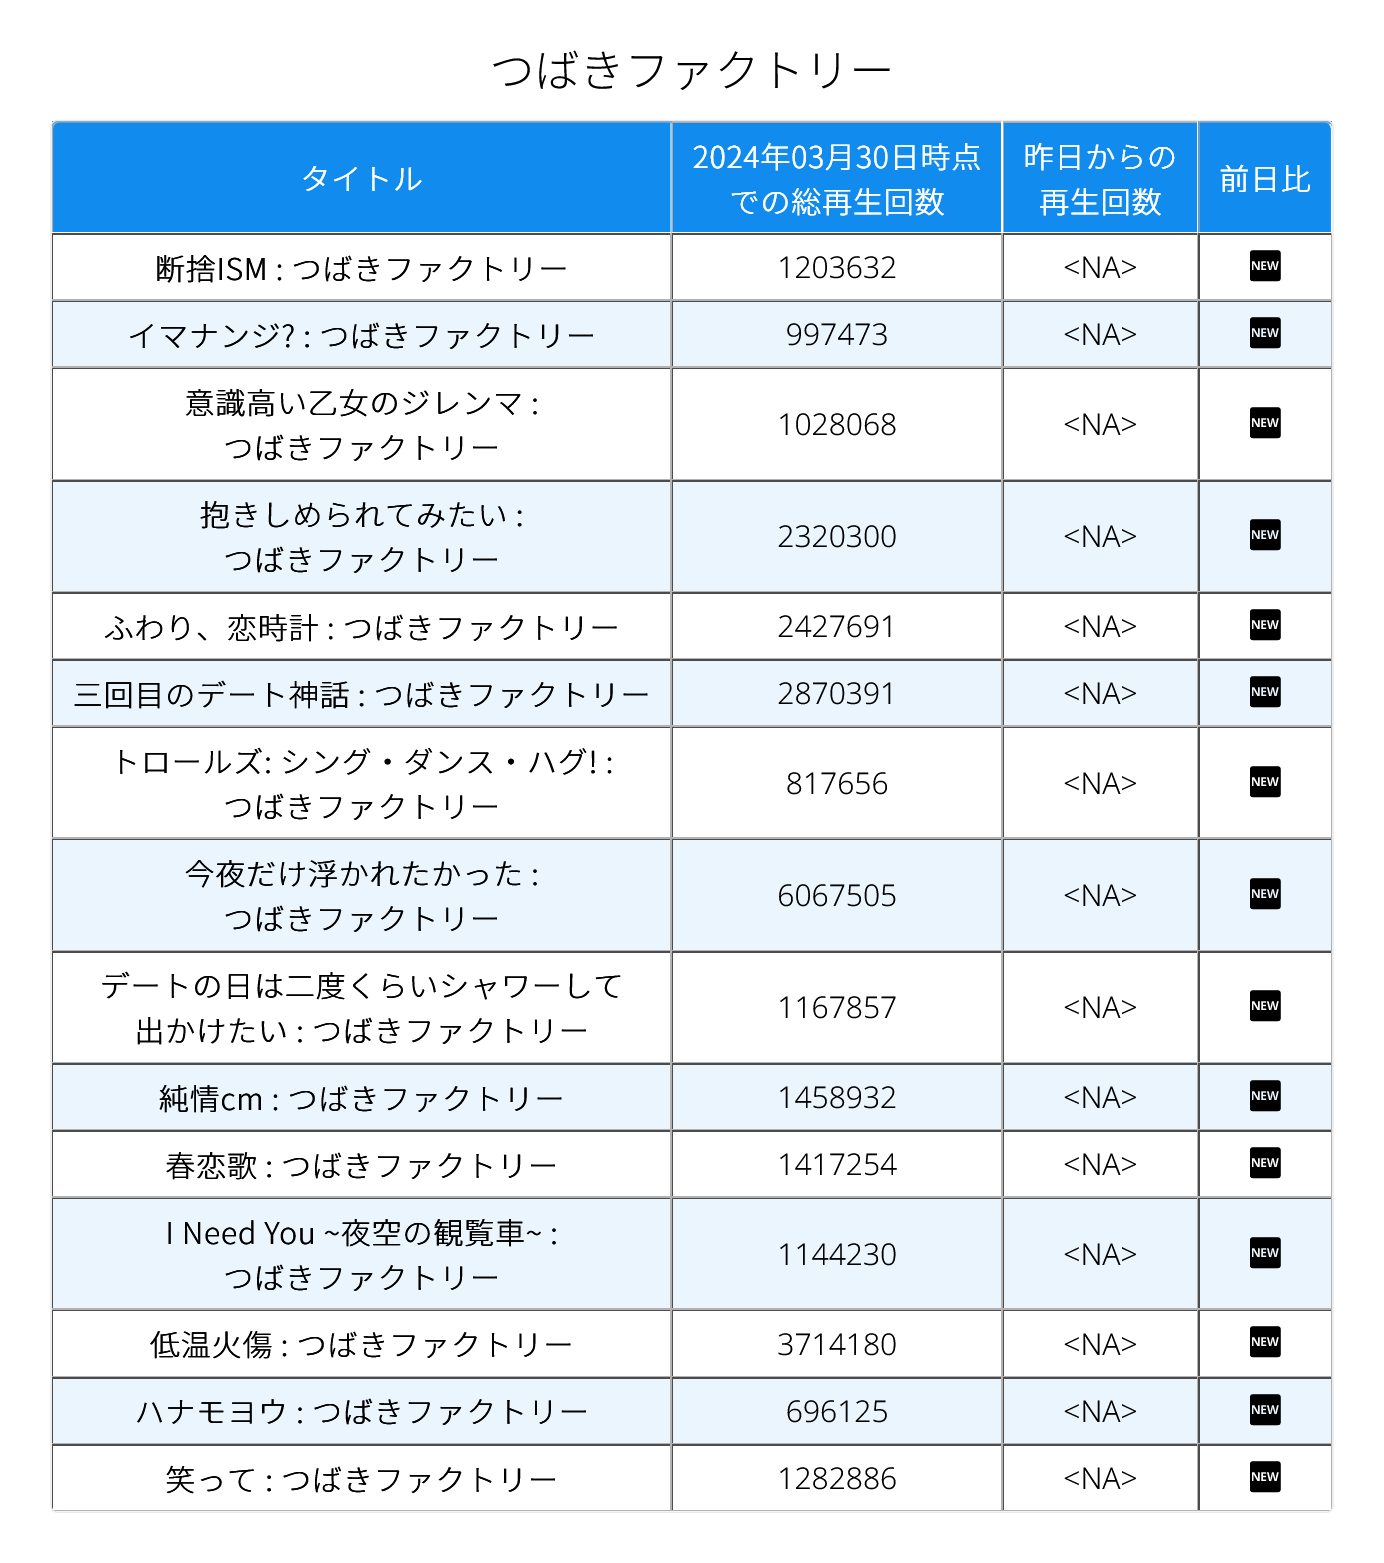 つばきファクトリー
タイトル
2024年03月30日時点
での総再生回数
昨日からの
再生回数
前日比
断捨ISM : つばきファクトリー
1203632
<NA>
NEW
イマナンジ? : つばきファクトリー
997473
<NA>
NEW
意識高い乙女のジレンマ :
つばきファクトリー
1028068
<NA>
NEW
抱きしめられてみたい :
つばきファクトリー
2320300
<NA>
NEW
ふわり、恋時計 : つばきファクトリー
2427691
<NA>
NEW
三回目のデート神話 : つばきファクトリー
2870391
<NA>
NEW
トロールズ: シング・ダンス・ハグ! :
つばきファクトリー
817656
<NA>
NEW
今夜だけ浮かれたかった :
つばきファクトリー
6067505
<NA>
NEW
デートの日は二度くらいシャワーして
出かけたい : つばきファクトリー
1167857
<NA>
NEW
純情cm : つばきファクトリー
1458932
<NA>
NEW
春恋歌 : つばきファクトリー
1417254
<NA>
NEW
I Need You ~夜空の観覧車~ :
つばきファクトリー
1144230
<NA>
NEW
低温火傷 : つばきファクトリー
3714180
<NA>
NEW
ハナモヨウ : つばきファクトリー
696125
<NA>
NEW
笑って : つばきファクトリー
1282886
<NA>
NEW